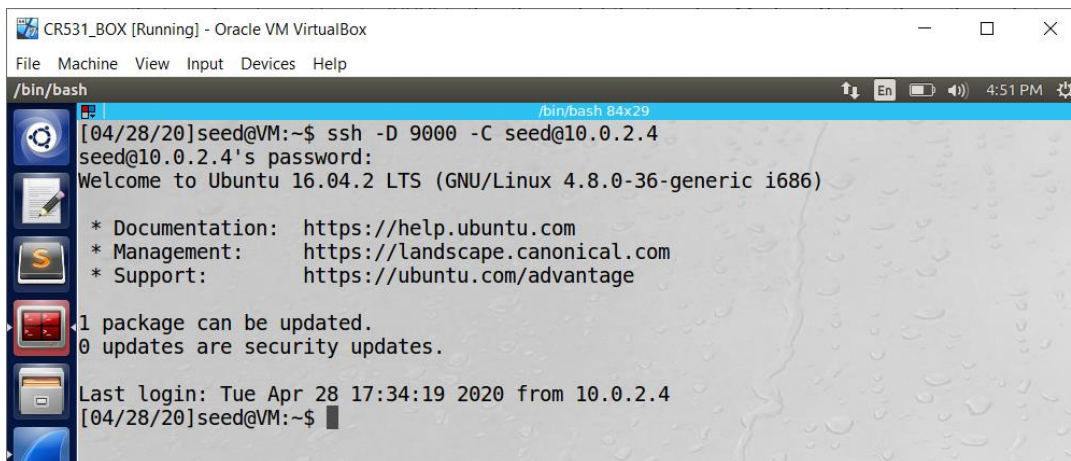 CR531_BOX [Running] - Oracle VM VirtualBox
File Machine View Input Devices Help
/bin/bash En 4:51 PM
/bin/bash 84x29
[04/28/20]seed@VM:~$ ssh -D 9000 -C seed@10.0.2.4
seed@10.0.2.4's password:
Welcome to Ubuntu 16.04.2 LTS (GNU/Linux 4.8.0-36-generic i686)
* Documentation: https://help.ubuntu.com
* Management: https://landscape.canonical.com
* Support: https://ubuntu.com/advantage
1 package can be updated.
0 updates are security updates.
Last login: Tue Apr 28 17:34:19 2020 from 10.0.2.4
[04/28/20]seed@VM:~$